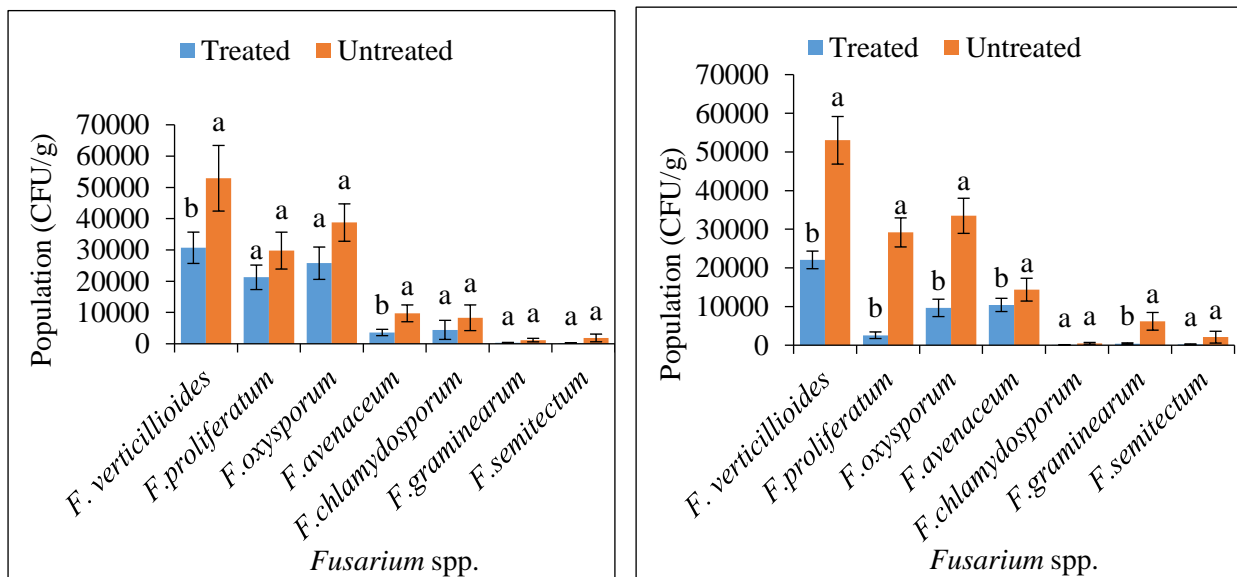 Treated Untreated
Population (CFU/g)
70000
60000
50000
40000
30000
20000
10000
0
b a a a a a b a a a a a a a
F. verticillioides
F.proliferatum
F.oxysporum
F.avenaceum
F.chlamydosporum
F.graminearum
F.semitectum
Fusarium spp.
Treated Untreated
Population (CFU/g)
70000
60000
50000
40000
30000
20000
10000
0
b a b a b a b a a a b a a a
F. verticillioides
F.proliferatum
F.oxysporum
F.avenaceum
F.chlamydosporum
F.graminearum
F.semitectum
Fusarium spp.